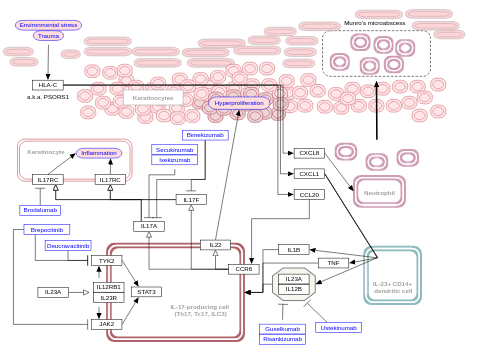 Environmental stress
Trauma
Munro's microabscess
HLA-C
a.k.a. PSORS1
Keratinocytes
Hyperproliferation
Bimekizumab
Secukinumab
Ixekizumab
Keratinocyte
Inflammation
CXCL8
CXCL1
CCL20
IL17RC
IL17RC
Neutrophil
Brodalumab
IL17F
IL17A
Brepocitinib
Deucravacitinib
IL22
IL1B
TNF
TYK2
CCR6
IL-23+ CD14+
dendritic cell
IL23A
IL12RB1
IL23R
STAT3
IL23A
IL12B
IL-17-producing cell
(Th17, Tc17, ILC3)
JAK2
Guselkumab
Risankizumab
Ustekinumab